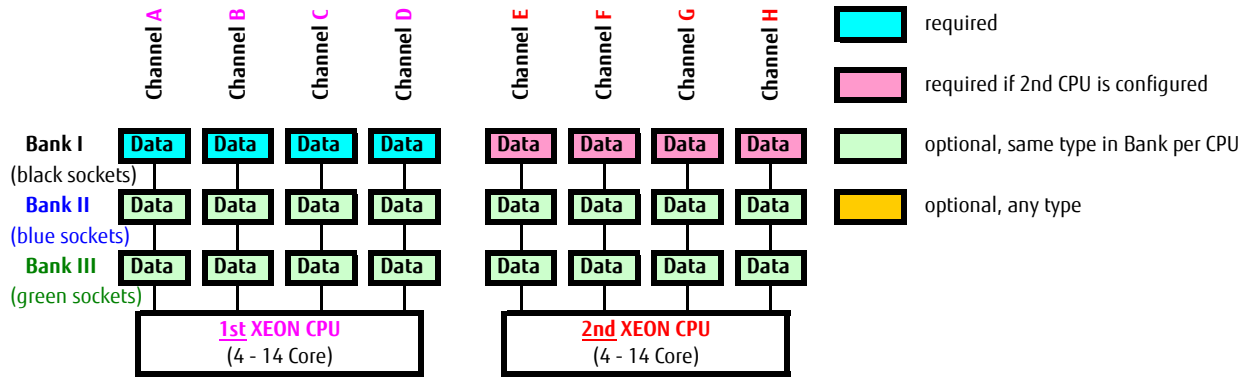 Channel A
Channel B
Channel C
Channel D
Channel E
Channel F
Channel G
Channel H
required
required if 2nd CPU is configured
Bank I
Data Data Data Data Data Data Data Data
optional, same type in Bank per CPU
(black sockets)
Bank II
Data Data Data Data Data Data Data Data
optional, any type
(blue sockets)
Bank III
Data Data Data Data Data Data Data Data
(green sockets)
1st XEON CPU
(4 - 14 Core)
2nd XEON CPU
(4 - 14 Core)